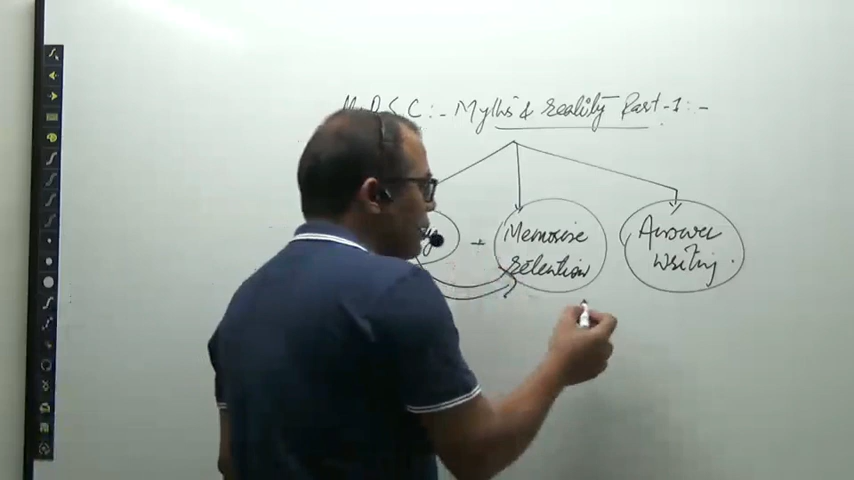 P S C :- Myths & reality Part-1 :-
+ Memorise
retention
Answer
writing.